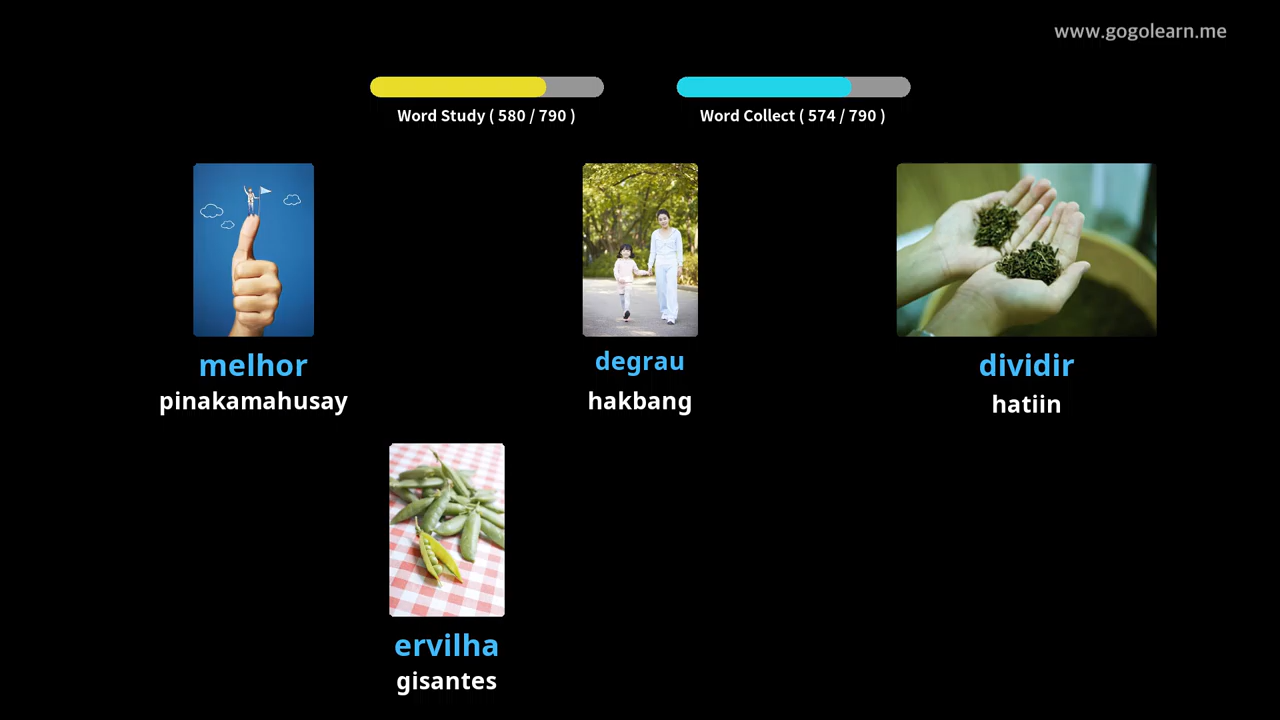 www.gogolearn.me
Word Study ( 580 / 790 )
Word Collect ( 574 / 790 )
melhor
pinakamahusay
degrau
hakbang
dividir
hatiin
ervilha
gisantes